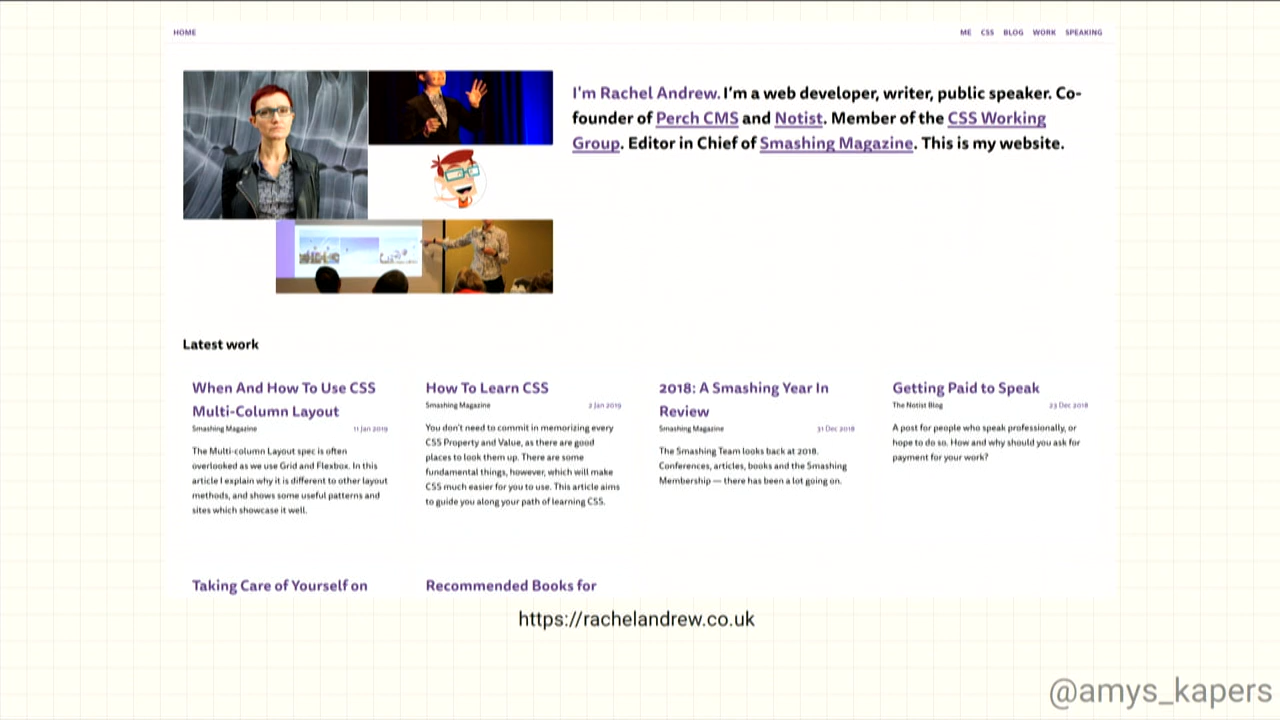 HOME
ME CSS BLOG WORK SPEAKING
I'm Rachel Andrew. I'm a web developer, writer, public speaker. Co-
founder of Perch CMS and Notist. Member of the CSS Working
Group. Editor in Chief of Smashing Magazine. This is my website.
Latest work
When And How To Use CSS
Multi-Column Layout
Smashing Magazine 11 Jan 2019
The Multi-column Layout spec is often
overlooked as we use Grid and Flexbox. In this
article I explain why it is different to other layout
methods, and shows some useful patterns and
sites which showcase it well.
How To Learn CSS
Smashing Magazine 2 Jan 2019
You don't need to commit in memorizing every
CSS Property and Value, as there are good
places to look them up. There are some
fundamental things, however, which will make
CSS much easier for you to use. This article aims
to guide you along your path of learning CSS.
2018: A Smashing Year In
Review
Smashing Magazine 31 Dec 2018
The Smashing Team looks back at 2018.
Conferences, articles, books and the Smashing
Membership — there has been a lot going on.
Getting Paid to Speak
The Notist Blog 23 Dec 2018
A post for people who speak professionally, or
hope to do so. How and why should you ask for
payment for your work?
Taking Care of Yourself on
Recommended Books for
https://rachelandrew.co.uk
@amys_kapers